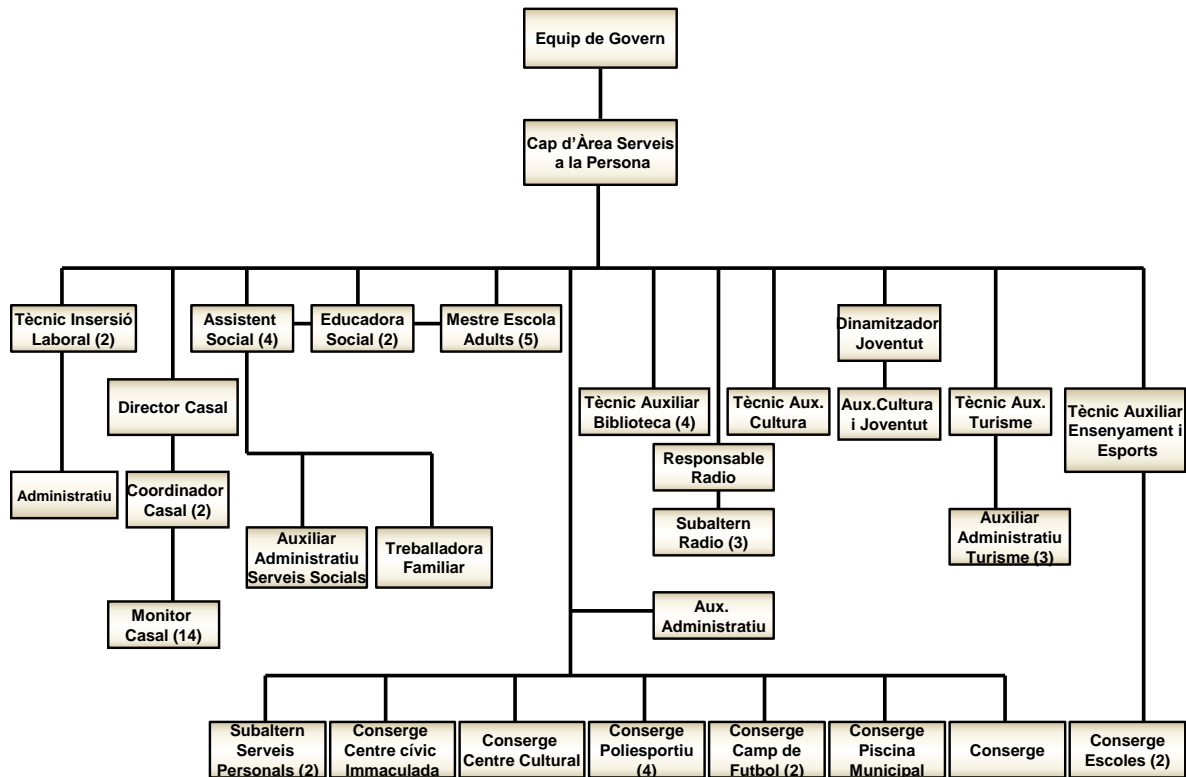 Equip de Govern
Cap d'Àrea Serveis
a la Persona
Tècnic Insersió
Laboral (2)
Assistent
Social (4)
Educadora
Social (2)
Mestre Escola
Adults (5)
Dinamitzador
Joventut
Director Casal
Tècnic Auxiliar
Biblioteca (4)
Tècnic Aux.
Cultura
Aux.Cultura
i Joventut
Tècnic Aux.
Turisme
Tècnic Auxiliar
Ensenyament i
Esports
Administratiu
Coordinador
Casal (2)
Responsable
Radio
Auxiliar
Administratiu
Serveis Socials
Treballadora
Familiar
Subaltern
Radio (3)
Auxiliar
Administratiu
Turisme (3)
Monitor
Casal (14)
Aux.
Administratiu
Subaltern
Serveis
Personals (2)
Conserge
Centre cívic
Immaculada
Conserge
Centre Cultural
Conserge
Poliesportiu
(4)
Conserge
Camp de
Futbol (2)
Conserge
Piscina
Municipal
Conserge
Conserge
Escoles (2)